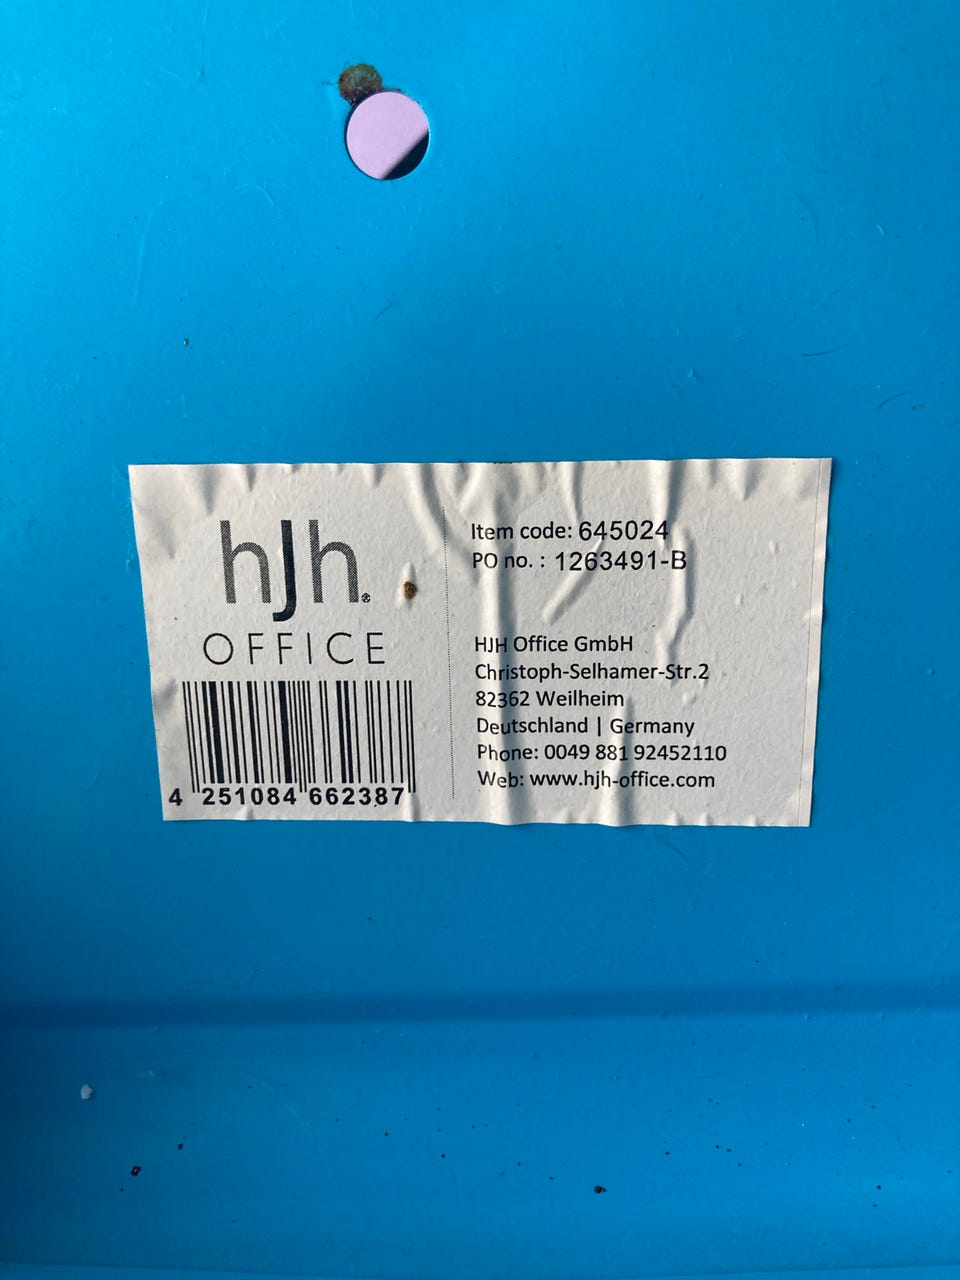 hjh.®
OFFICE
4 251084 662387
Item code: 645024
PO no. : 1263491-B
HJH Office GmbH
Christoph-Selhamer-Str.2
82362 Weilheim
Deutschland | Germany
Phone: 0049 881 92452110
Web: www.hjh-office.com